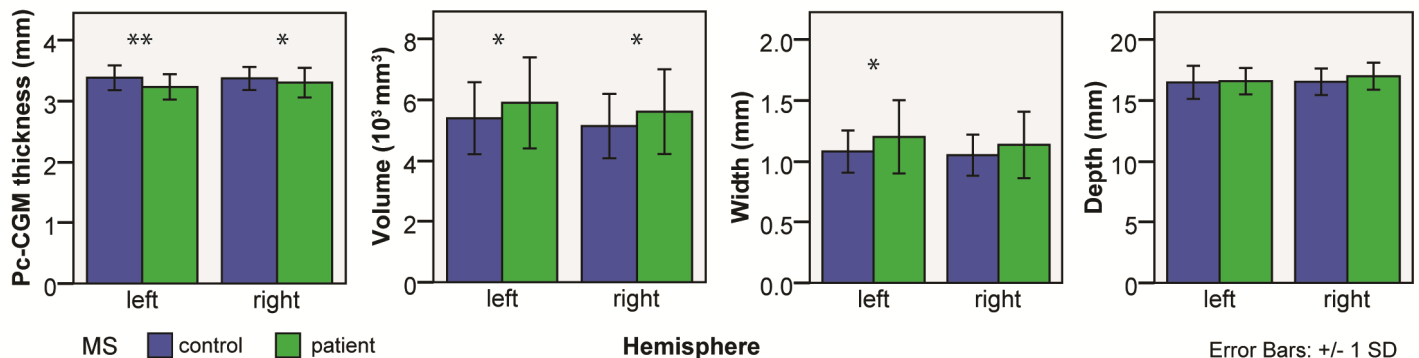 Pc-CGM thickness (mm)
4
3
2
1
0
**
*
left
right
Volume (10³ mm³)
8
6
4
2
0
*
*
left
right
Width (mm)
2.0
1.5
1.0
0.5
0.0
*
left
right
Depth (mm)
20
15
10
5
0
left
right
MS control patient
Hemisphere
Error Bars: +/- 1 SD